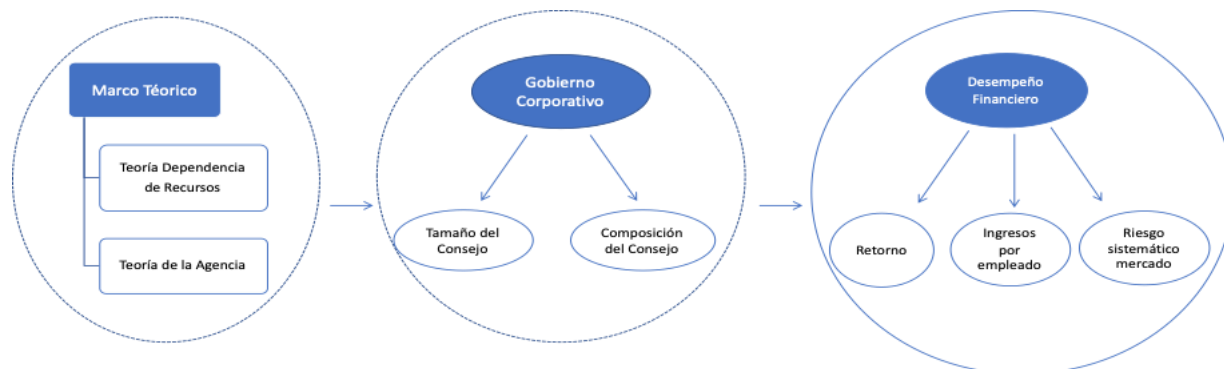 Marco Téorico
Teoría Dependencia
de Recursos
Teoría de la Agencia
Gobierno
Corporativo
Tamaño del
Consejo
Composición
del Consejo
Desempeño
Financiero
Retorno
Ingresos
por
empleado
Riesgo
sistemático
mercado